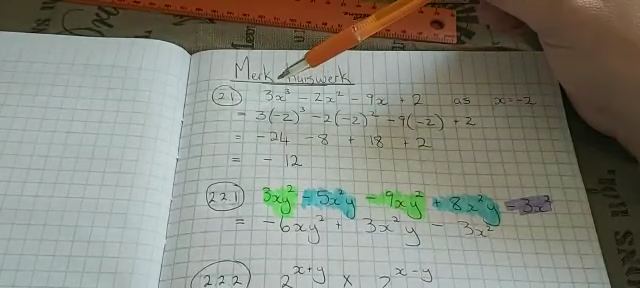 Merk huiswerk
2.1 3x³ - 2x² - 9x + 2 as x = -2
= 3(-2)³ - 2(-2)² - 9(-2) + 2
= -24 - 8 + 18 + 2
= -12
2.2.1 3xy² - 5x²y - 9xy² + 8x²y - 3x²
= -6xy² + 3x²y - 3x²
2.2.2 2^(x+y) × 2^(x-y)